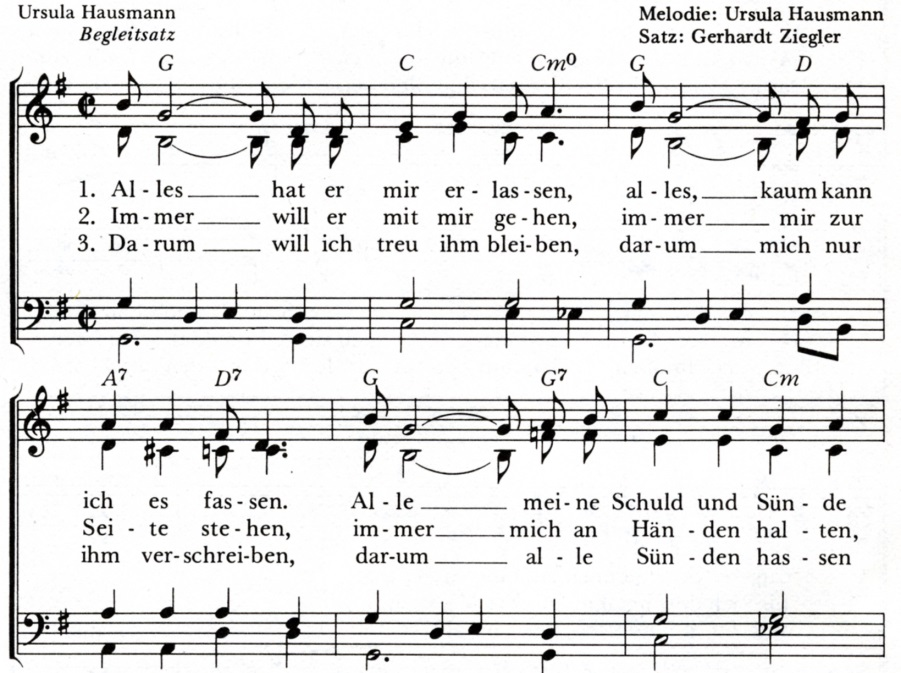 Ursula Hausmann
Begleitsatz
Melodie: Ursula Hausmann
Satz: Gerhardt Ziegler
G C Cm⁰ G D
1. Al - les hat er mir er - las - sen, al - les, kaum kann
2. Im - mer will er mit mir ge - hen, im - mer mir zur
3. Da - rum will ich treu ihm blei - ben, dar - um mich nur
A⁷ D⁷ G G⁷ C Cm
ich es fas - sen. Al - le mei - ne Schuld und Sün - de
Sei - te ste - hen, im - mer mich an Hän - den hal - ten,
ihm ver - schrei - ben, dar - um al - le Sün - den has - sen